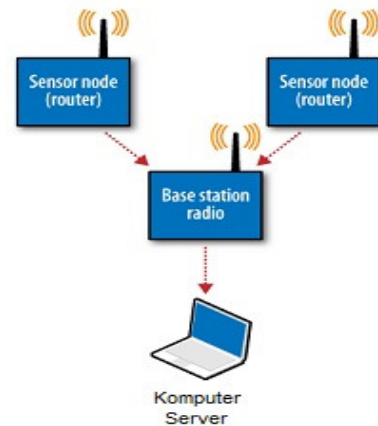 Sensor node
(router)
Sensor node
(router)
Base station
radio
Komputer
Server